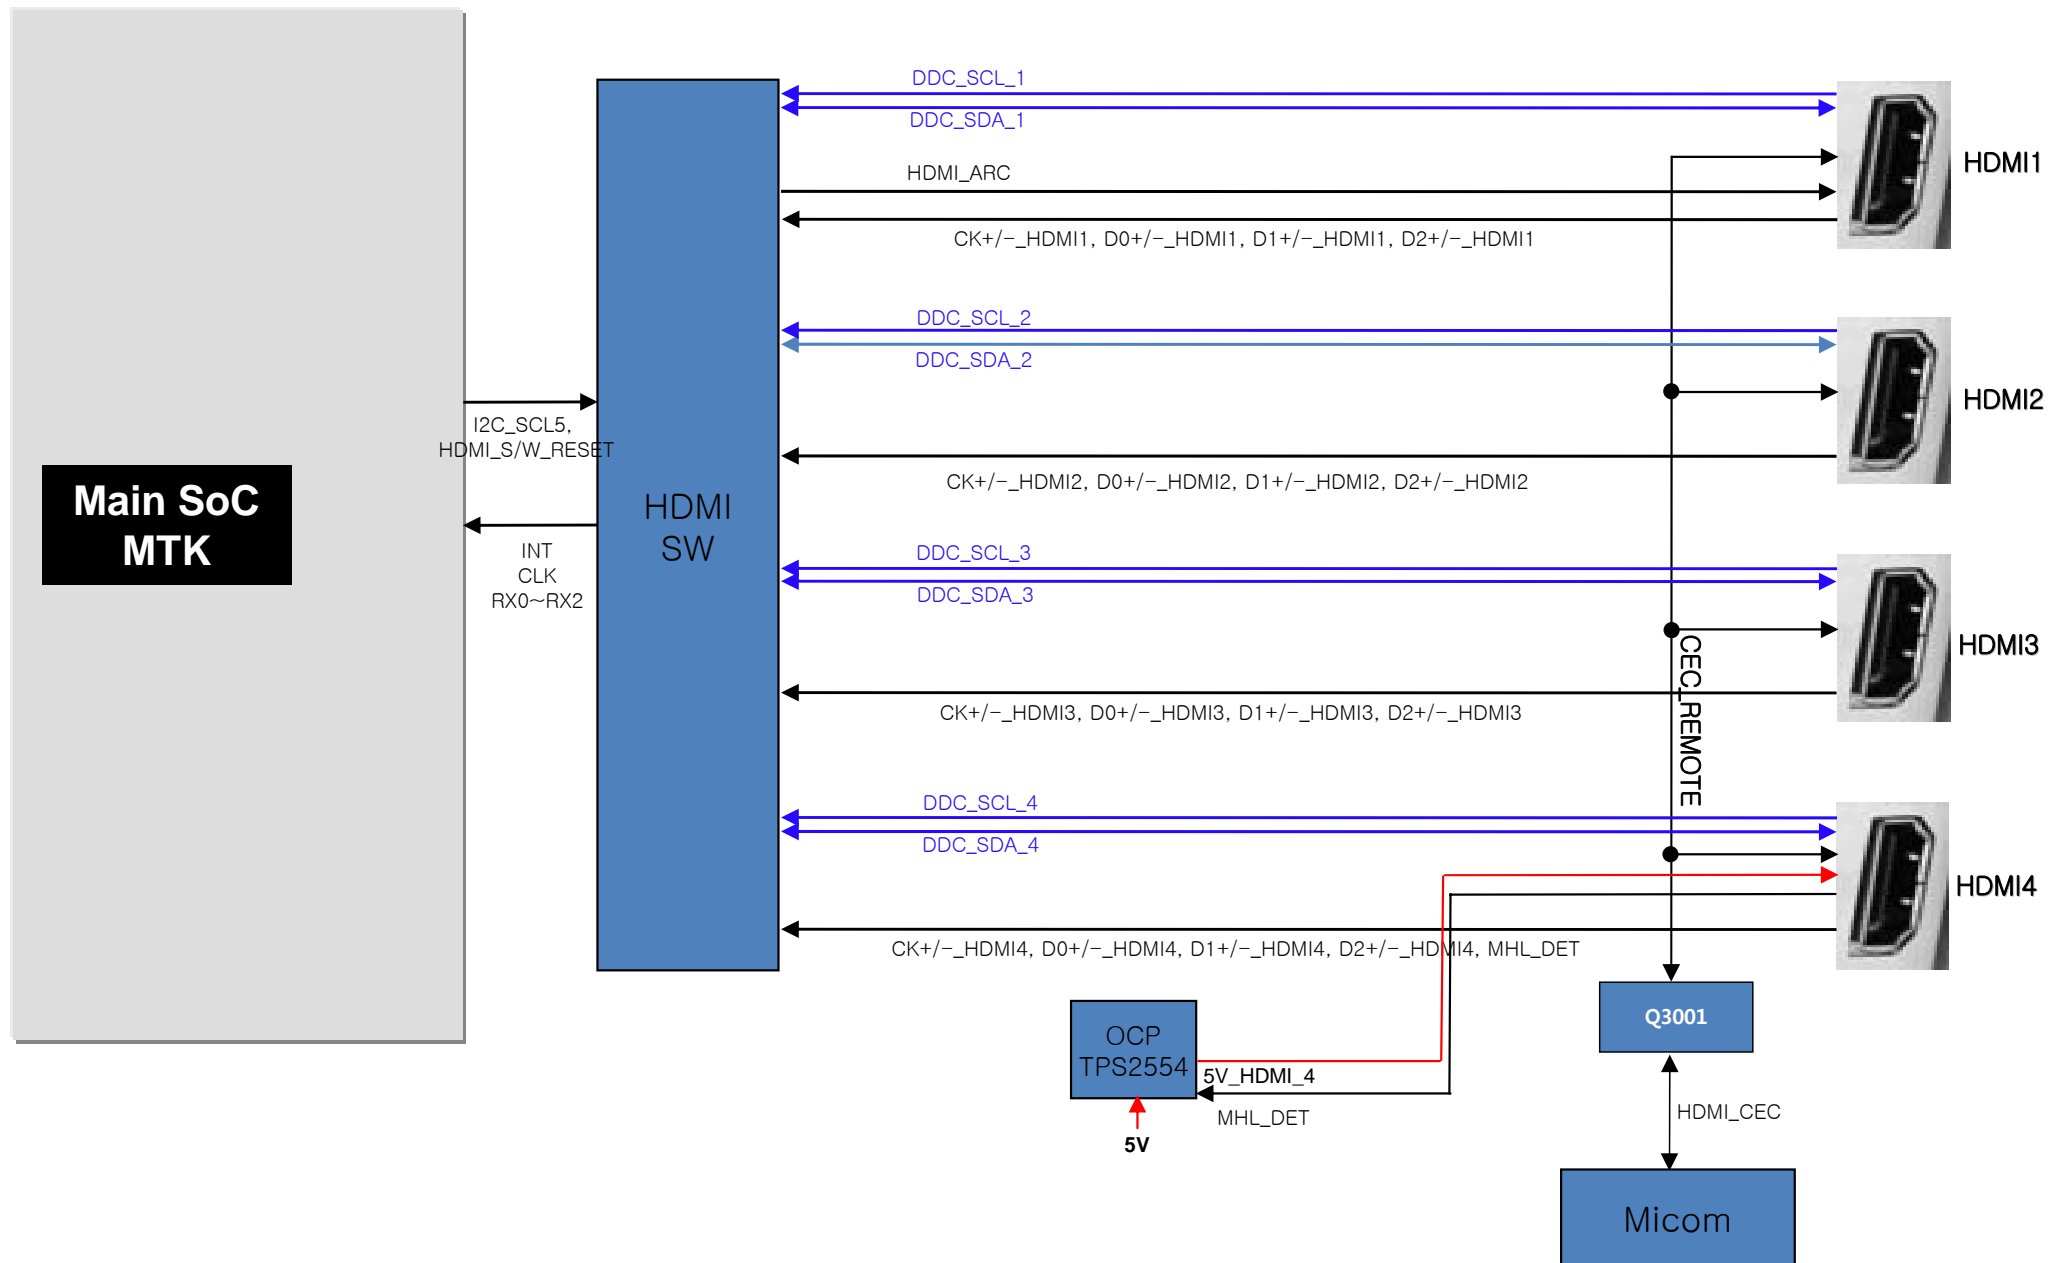 DDC_SCL_1
DDC_SDA_1
HDMI1
HDMI_ARC
CK+/-_HDMI1, D0+/-_HDMI1, D1+/-_HDMI1, D2+/-_HDMI1
DDC_SCL_2
DDC_SDA_2
HDMI2
I2C_SCL5,
HDMI_S/W_RESET
CK+/-_HDMI2, D0+/-_HDMI2, D1+/-_HDMI2, D2+/-_HDMI2
Main SoC
MTK
HDMI
SW
INT
CLK
RX0~RX2
DDC_SCL_3
DDC_SDA_3
HDMI3
CEC_REMOTE
CK+/-_HDMI3, D0+/-_HDMI3, D1+/-_HDMI3, D2+/-_HDMI3
DDC_SCL_4
DDC_SDA_4
HDMI4
CK+/-_HDMI4, D0+/-_HDMI4, D1+/-_HDMI4, D2+/-_HDMI4, MHL_DET
Q3001
OCP
TPS2554
5V_HDMI_4
MHL_DET
5V
HDMI_CEC
Micom